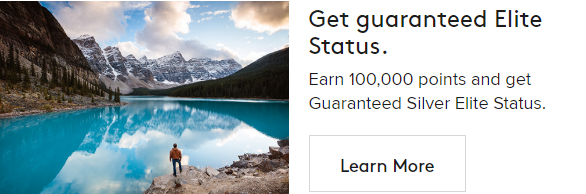 Get guaranteed Elite
Status.
Earn 100,000 points and get
Guaranteed Silver Elite Status.
Learn More